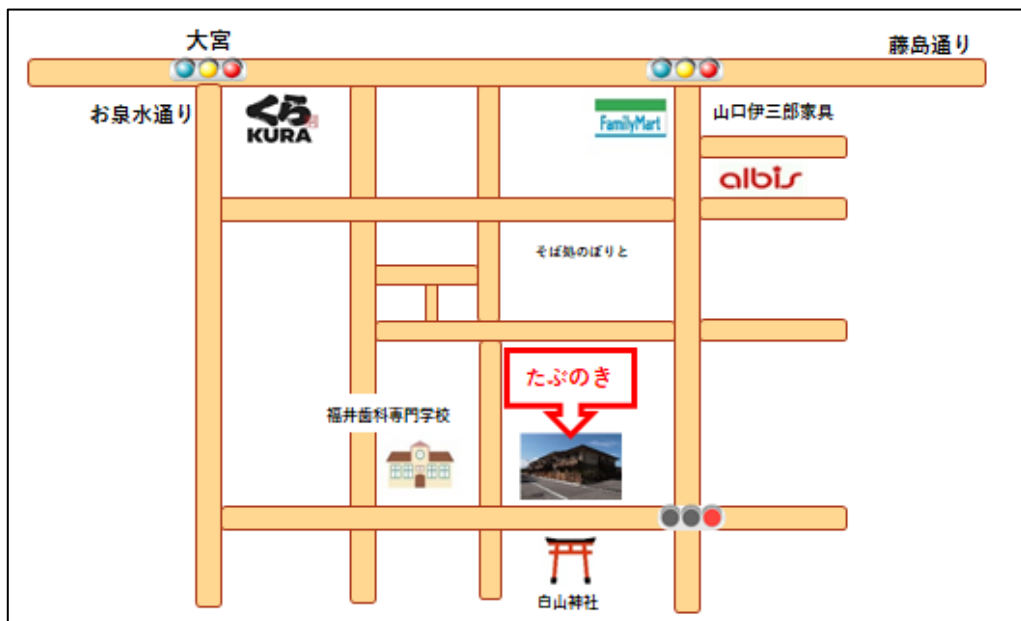 大宮
藤島通り
お泉水通り
くら
KURA
FamilyMart
山口伊三郎家具
albis
そば処のぼりと
たぶのき
福井歯科専門学校
白山神社